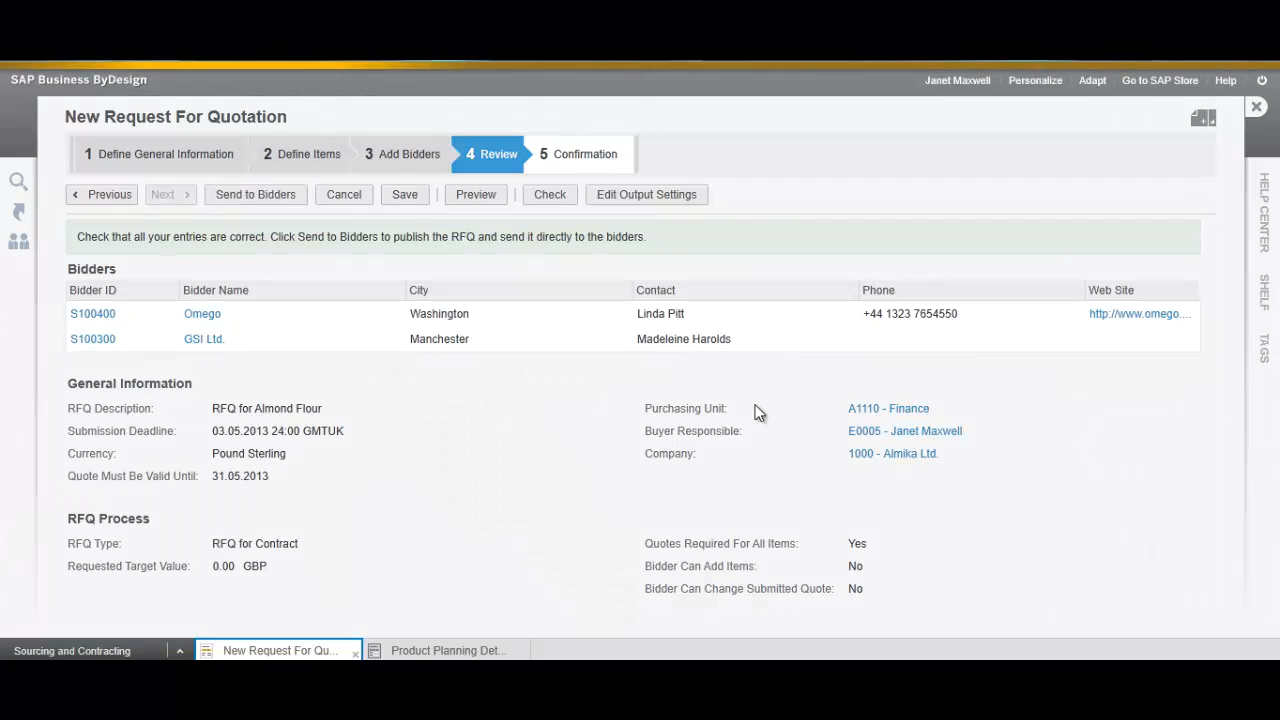 SAP Business ByDesign
Janet Maxwell Personalize Adapt Go to SAP Store Help
New Request For Quotation
1 Define General Information 2 Define Items 3 Add Bidders 4 Review 5 Confirmation
Previous Next Send to Bidders Cancel Save Preview Check Edit Output Settings
Check that all your entries are correct. Click Send to Bidders to publish the RFQ and send it directly to the bidders.
Bidders
Bidder ID Bidder Name City Contact Phone Web Site
S100400 Omego Washington Linda Pitt +44 1323 7654550 http://www.omego....
S100300 GSI Ltd. Manchester Madeleine Harolds
General Information
RFQ Description: RFQ for Almond Flour Purchasing Unit: A1110 - Finance
Submission Deadline: 03.05.2013 24:00 GMTUK Buyer Responsible: E0005 - Janet Maxwell
Currency: Pound Sterling Company: 1000 - Almika Ltd.
Quote Must Be Valid Until: 31.05.2013
RFQ Process
RFQ Type: RFQ for Contract Quotes Required For All Items: Yes
Requested Target Value: 0.00 GBP Bidder Can Add Items: No
Bidder Can Change Submitted Quote: No
HELP CENTER
SHELF
TAGS
Sourcing and Contracting New Request For Qu... Product Planning Det...